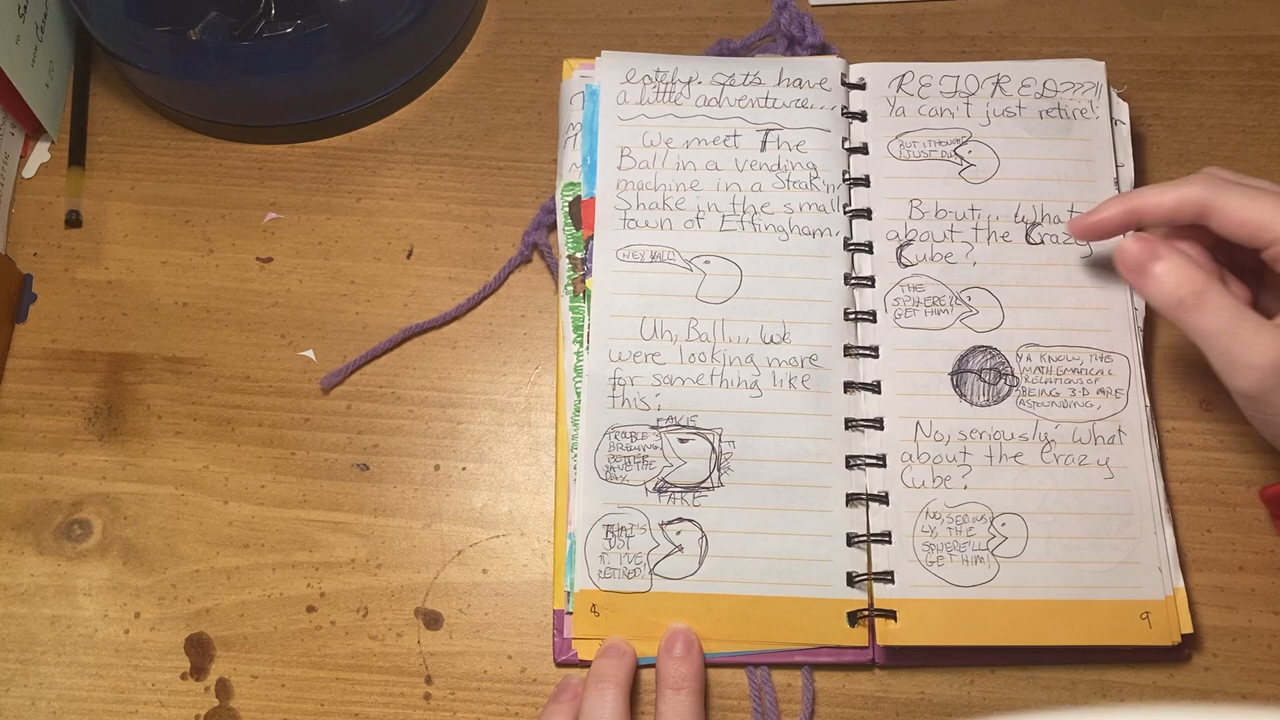 lately. Let's have
a little adventure...
We meet The
Ball in a vending
machine in a Steak'n
Shake in the small
town of Effingham.
HEY YALL!
Uh, Ball... we
were looking more
for something like
this:
FAKE
TROUBLE'S
BREWING.
BETTER
SAVE THE
DAY.
FAKE
THAT'S
JUST
IT. I'VE
RETIRED!
8
RETIRED???!!
Ya can't just retire!
BUT I THOUGHT
I JUST DID.
B-b-ut... What
about the Crazy
Cube?
THE
SPHERE'LL
GET HIM!
YA KNOW, THE
MATHEMATICAL
RELATIONS OF
BEING 3-D ARE
ASTOUNDING.
No, seriously, what
about the Crazy
Cube?
NO, SERIOUS-
LY, THE
SPHERE'LL
GET HIM!
9